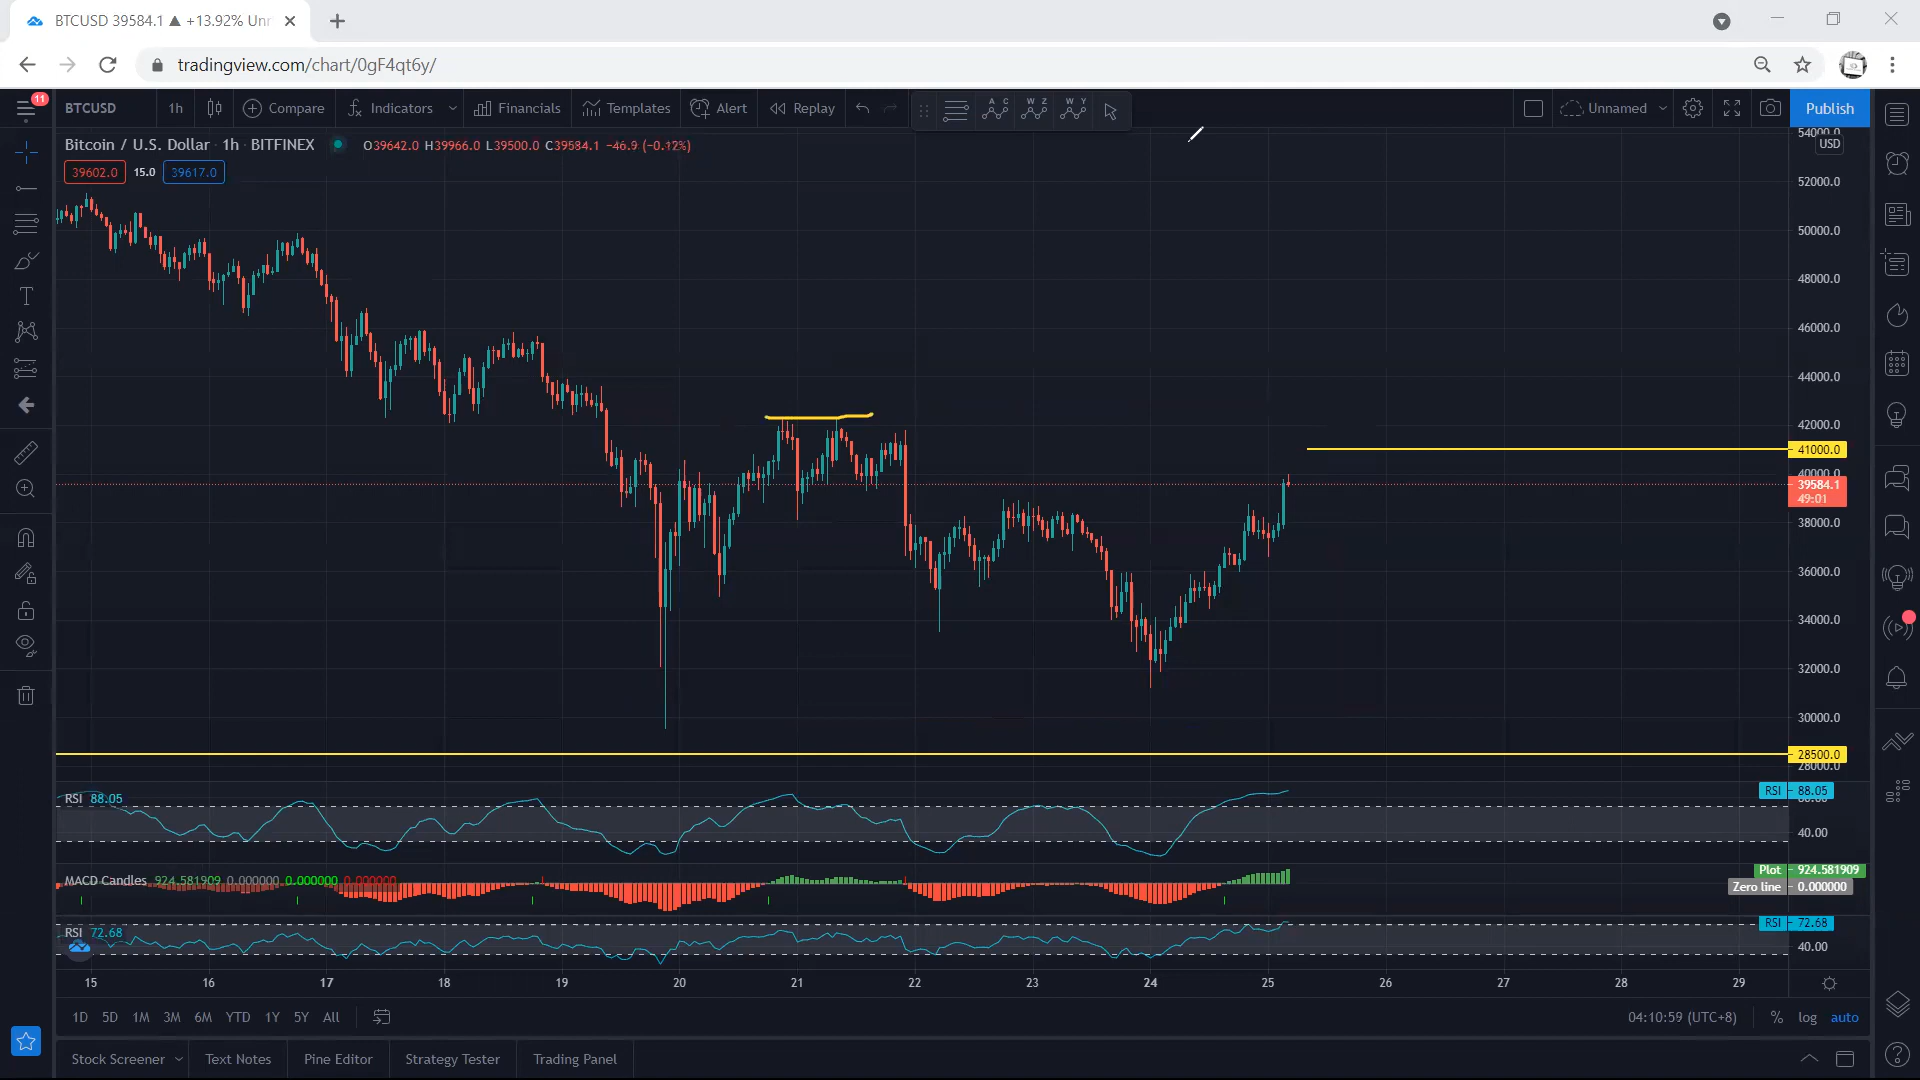 BTCUSD 39584.1 ▲ +13.92% Unr
tradingview.com/chart/0gF4qt6y/
11
BTCUSD 1h Compare Indicators Financials Templates Alert Replay A C W Z W Y Unnamed Publish
Bitcoin / U.S. Dollar · 1h · BITFINEX O39642.0 H39966.0 L39500.0 C39584.1 −46.9 (−0.12%)
39602.0 15.0 39617.0
54000.0
USD
52000.0
50000.0
48000.0
46000.0
44000.0
42000.0
41000.0
40000.0
39584.1
49:01
38000.0
36000.0
34000.0
32000.0
30000.0
28500.0
28000.0
RSI 88.05 RSI 88.05
40.00
MACD Candles 924.581909 0.000000 0.000000 0.000000 Plot 924.581909
Zero line 0.000000
RSI 72.68 RSI 72.68
40.00
15 16 17 18 19 20 21 22 23 24 25 26 27 28 29
1D 5D 1M 3M 6M YTD 1Y 5Y All 04:10:59 (UTC+8) % log auto
Stock Screener Text Notes Pine Editor Strategy Tester Trading Panel